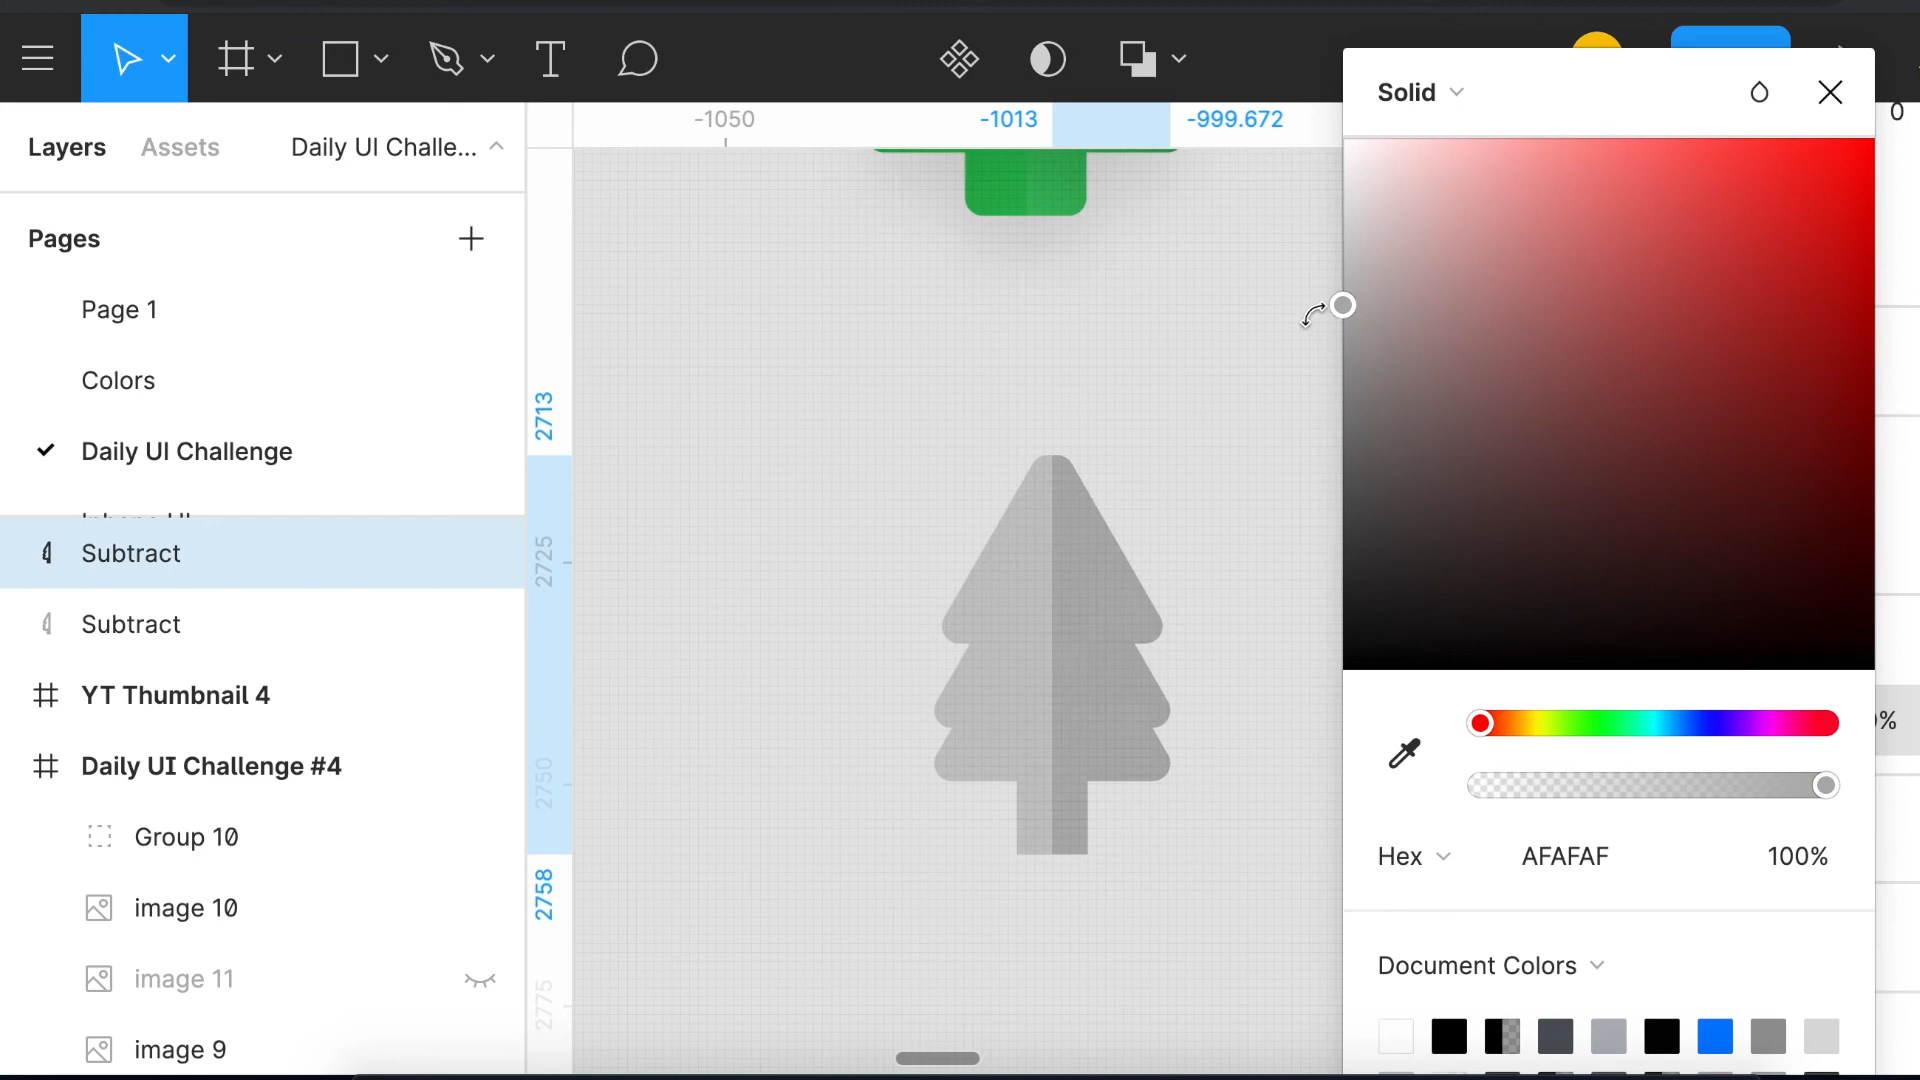 Solid
-1050
-1013
-999.672
0
Layers
Assets
Daily UI Challe...
Pages
Page 1
Colors
Daily UI Challenge
Subtract
Subtract
YT Thumbnail 4
Daily UI Challenge #4
Group 10
image 10
image 11
image 9
2713
2725
2750
2758
2775
%
Hex
AFAFAF
100%
Document Colors